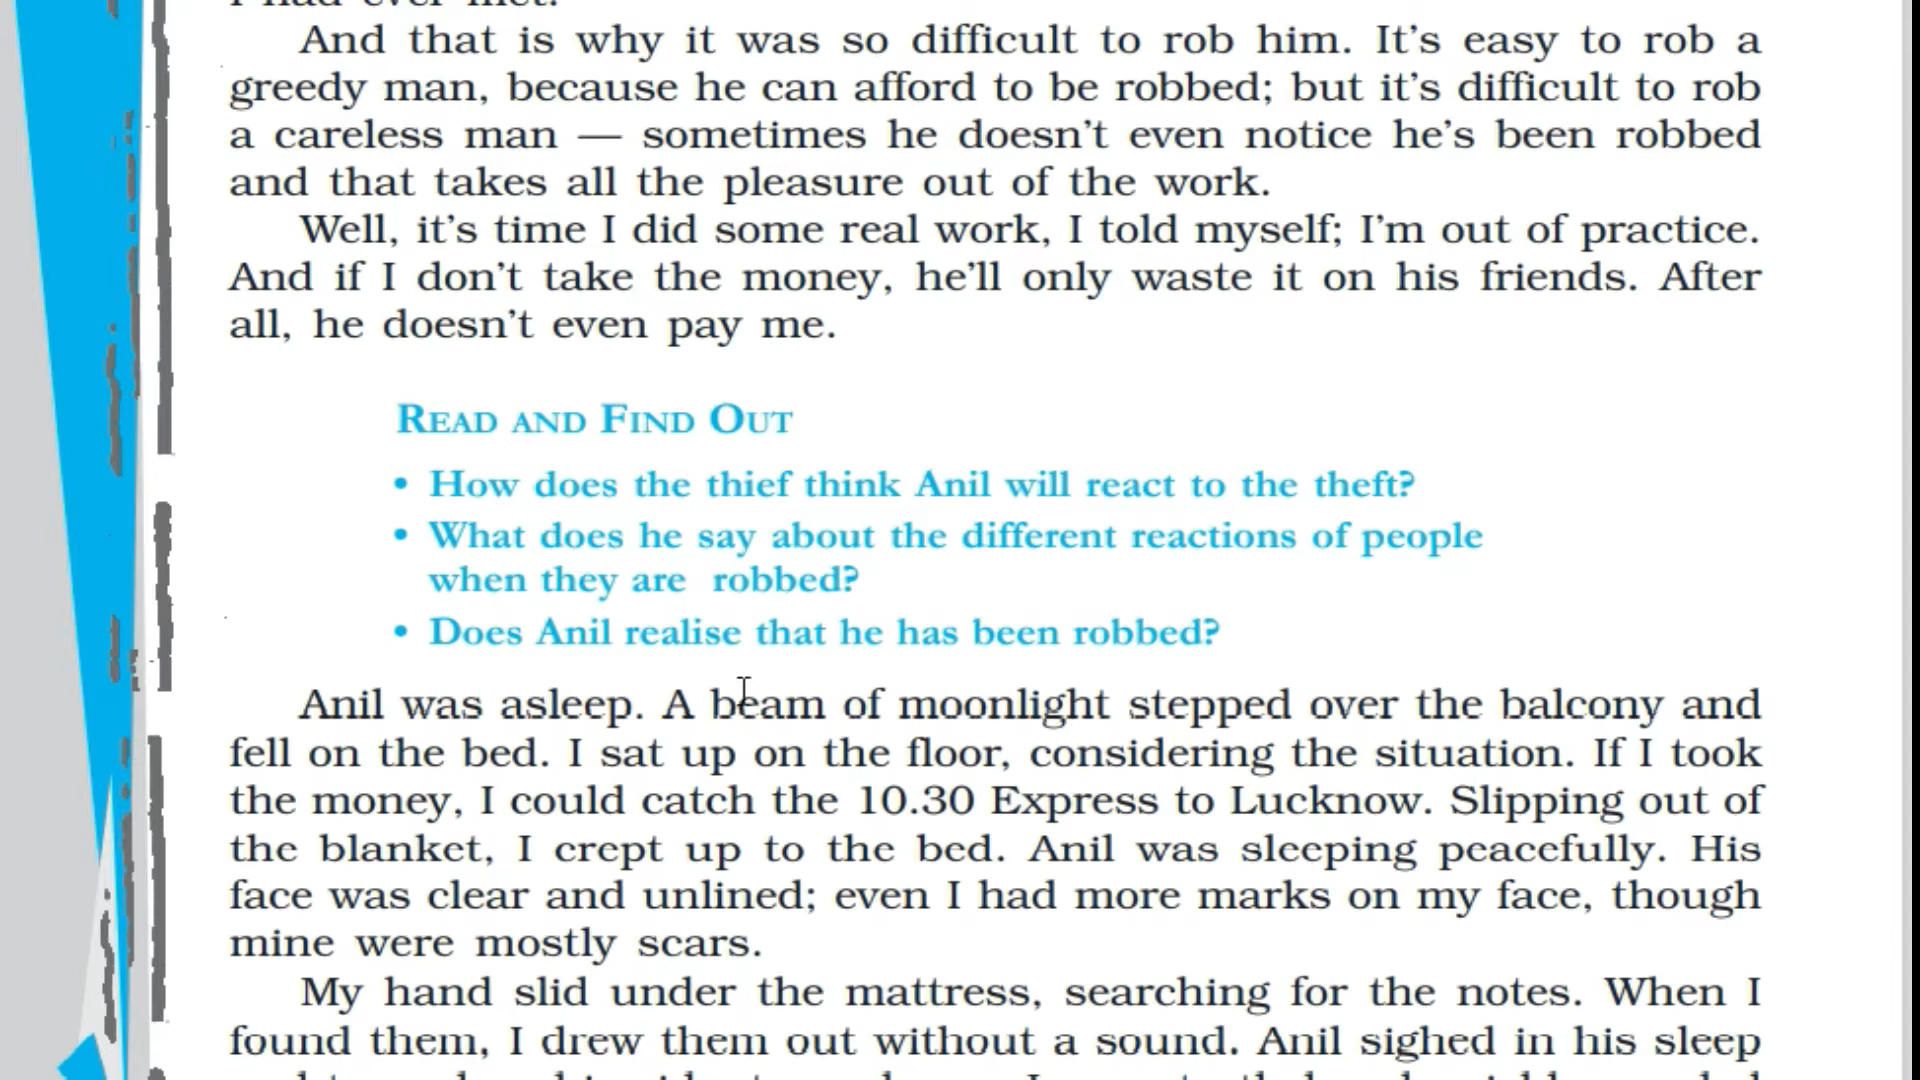 I had ever met.
And that is why it was so difficult to rob him. It's easy to rob a
greedy man, because he can afford to be robbed; but it's difficult to rob
a careless man — sometimes he doesn't even notice he's been robbed
and that takes all the pleasure out of the work.
Well, it's time I did some real work, I told myself; I'm out of practice.
And if I don't take the money, he'll only waste it on his friends. After
all, he doesn't even pay me.
READ AND FIND OUT
• How does the thief think Anil will react to the theft?
• What does he say about the different reactions of people
when they are robbed?
• Does Anil realise that he has been robbed?
Anil was asleep. A beam of moonlight stepped over the balcony and
fell on the bed. I sat up on the floor, considering the situation. If I took
the money, I could catch the 10.30 Express to Lucknow. Slipping out of
the blanket, I crept up to the bed. Anil was sleeping peacefully. His
face was clear and unlined; even I had more marks on my face, though
mine were mostly scars.
My hand slid under the mattress, searching for the notes. When I
found them, I drew them out without a sound. Anil sighed in his sleep